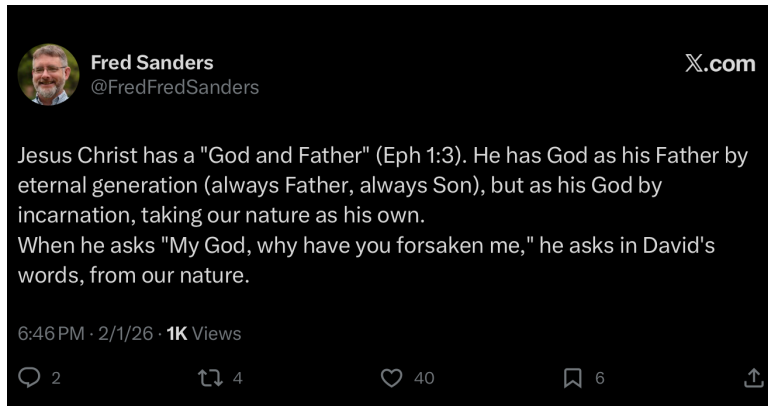 Fred Sanders
@FredFredSanders
X.com
Jesus Christ has a "God and Father" (Eph 1:3). He has God as his Father by
eternal generation (always Father, always Son), but as his God by
incarnation, taking our nature as his own.
When he asks "My God, why have you forsaken me," he asks in David's
words, from our nature.
6:46 PM · 2/1/26 · 1K Views
2 4 40 6